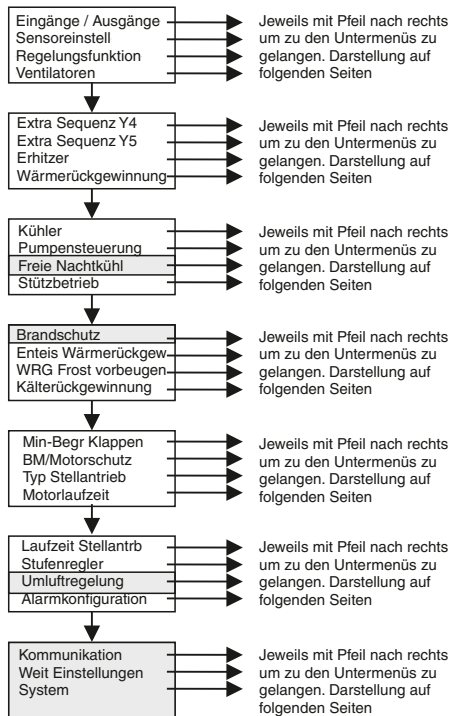 Eingänge / Ausgänge
Sensoreinstell
Regelungsfunktion
Ventilatoren
Jeweils mit Pfeil nach rechts
um zu den Untermenüs zu
gelangen. Darstellung auf
folgenden Seiten
Extra Sequenz Y4
Extra Sequenz Y5
Erhitzer
Wärmerückgewinnung
Jeweils mit Pfeil nach rechts
um zu den Untermenüs zu
gelangen. Darstellung auf
folgenden Seiten
Kühler
Pumpensteuerung
Freie Nachtkühl
Stützbetrieb
Jeweils mit Pfeil nach rechts
um zu den Untermenüs zu
gelangen. Darstellung auf
folgenden Seiten
Brandschutz
Enteis Wärmerückgew
WRG Frost vorbeugen
Kälterückgewinnung
Jeweils mit Pfeil nach rechts
um zu den Untermenüs zu
gelangen. Darstellung auf
folgenden Seiten
Min-Begr Klappen
BM/Motorschutz
Typ Stellantrieb
Motorlaufzeit
Jeweils mit Pfeil nach rechts
um zu den Untermenüs zu
gelangen. Darstellung auf
folgenden Seiten
Laufzeit Stellantrb
Stufenregler
Umluftregelung
Alarmkonfiguration
Jeweils mit Pfeil nach rechts
um zu den Untermenüs zu
gelangen. Darstellung auf
folgenden Seiten
Kommunikation
Weit Einstellungen
System
Jeweils mit Pfeil nach rechts
um zu den Untermenüs zu
gelangen. Darstellung auf
folgenden Seiten